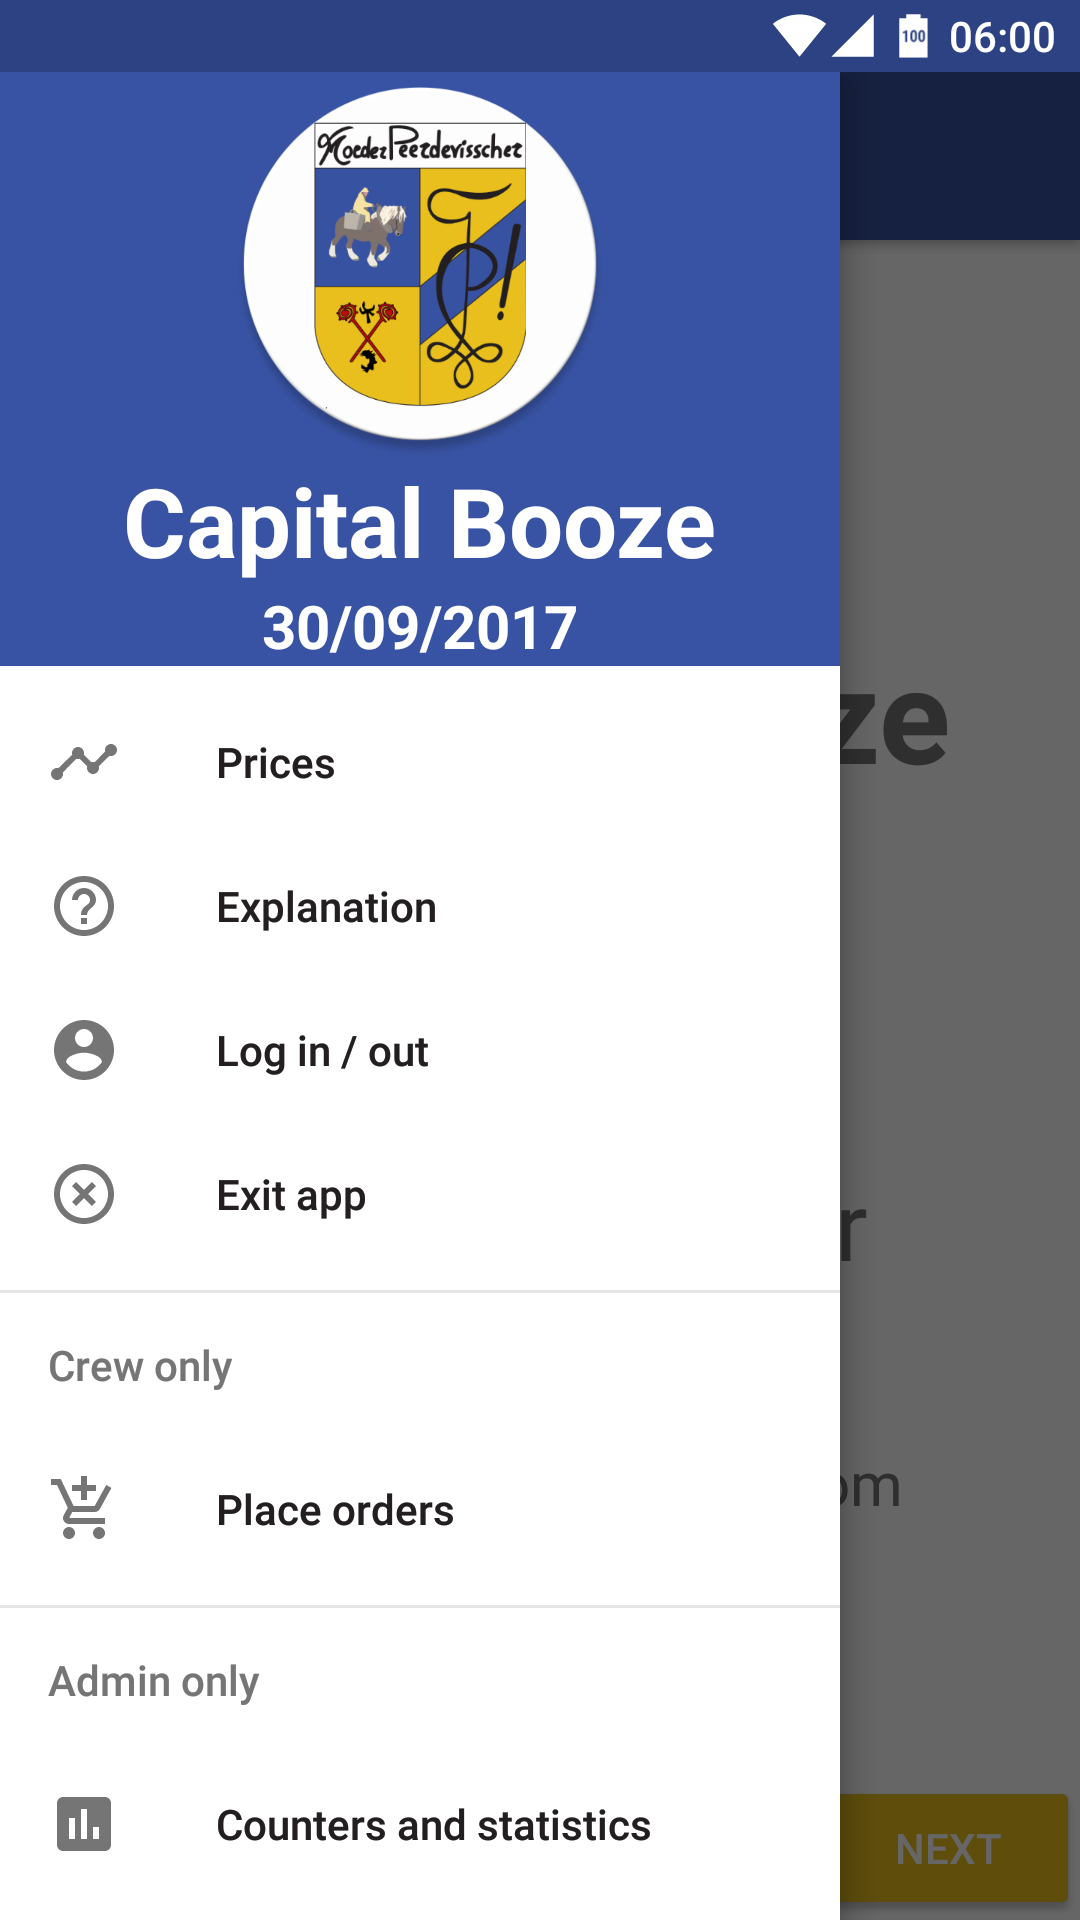 100 06:00
Moeder Peerdevisscher
JP!
Capital Booze
30/09/2017
Prices
ze
Explanation
Log in / out
Exit app
r
Crew only
Place orders
om
Admin only
Counters and statistics
NEXT